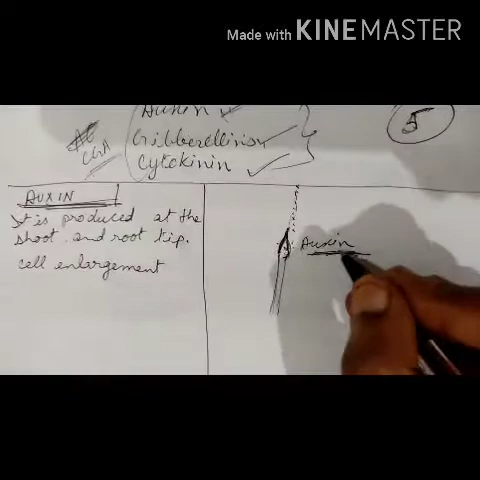 Made with KINEMASTER
Auxin
Gibberellins
CGA
Cytokinin
5
AUXIN
It is produced at the
shoot and root tip.
cell enlargement
Auxin